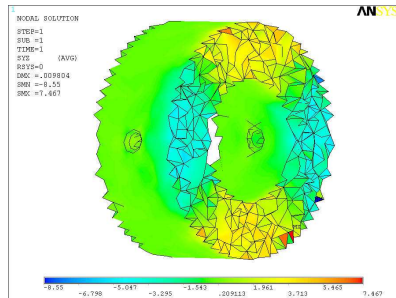 1
NODAL SOLUTION
ANSYS
STEP=1
SUB =1
TIME=1
SYZ (AVG)
RSYS=0
DMX =.009804
SMN =-8.55
SMX =7.467
-8.55 -5.047 -1.543 1.961 5.465
-6.798 -3.295 .209113 3.713 7.467